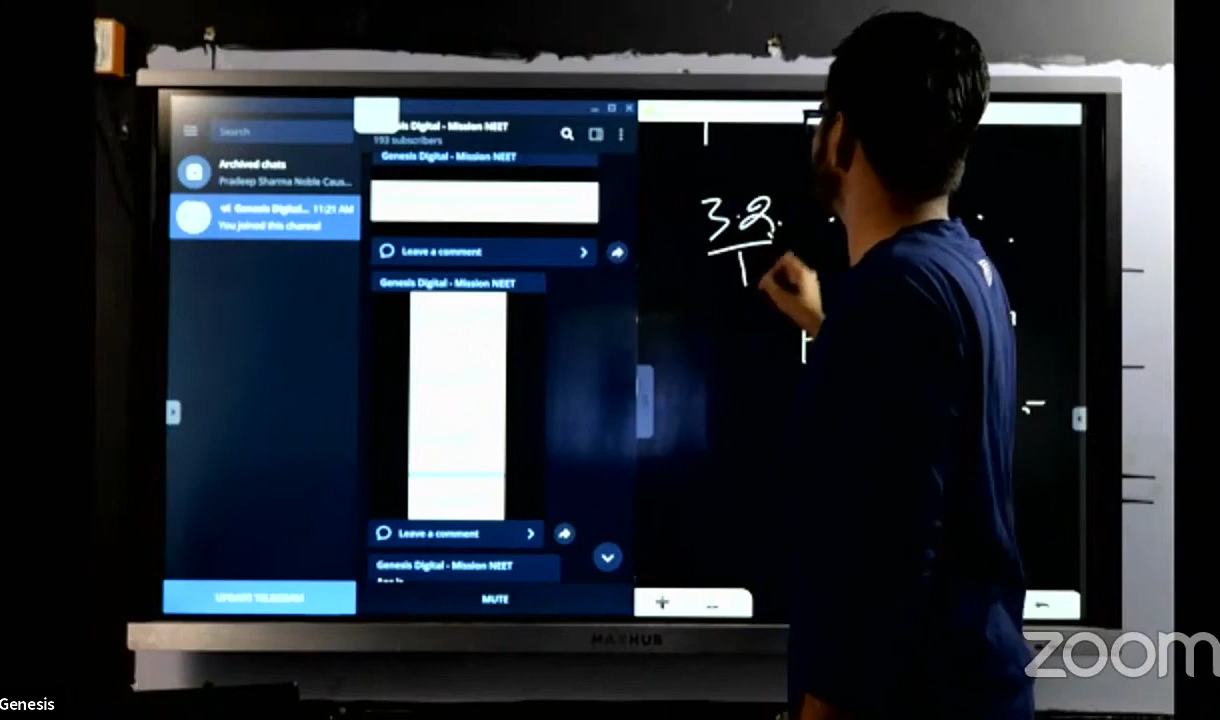 Search
Archived chats
Pradeep Sharma Noble Caus...
Genesis Digital... 11:21 AM
You joined this channel
UPDATE TELEGRAM
sis Digital - Mission NEET
193 subscribers
Genesis Digital - Mission NEET
Leave a comment
Genesis Digital - Mission NEET
Leave a comment
Genesis Digital - Mission NEET
MUTE
3.2
1
MAXHUB
zoom
Genesis